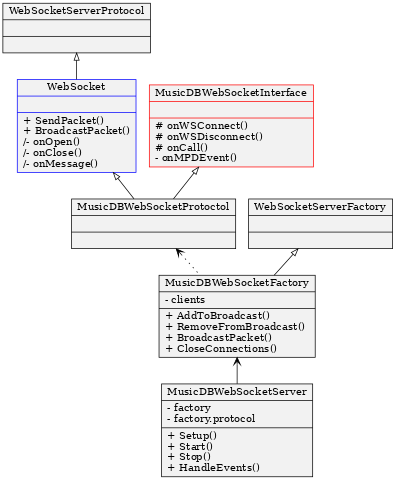 WebSocketServerProtocol
WebSocket
+ SendPacket()
+ BroadcastPacket()
/- onOpen()
/- onClose()
/- onMessage()
MusicDBWebSocketInterface
# onWSConnect()
# onWSDisconnect()
# onCall()
- onMPDEvent()
MusicDBWebSocketProtoctol
WebSocketServerFactory
MusicDBWebSocketFactory
- clients
+ AddToBroadcast()
+ RemoveFromBroadcast()
+ BroadcastPacket()
+ CloseConnections()
MusicDBWebSocketServer
- factory
- factory.protocol
+ Setup()
+ Start()
+ Stop()
+ HandleEvents()